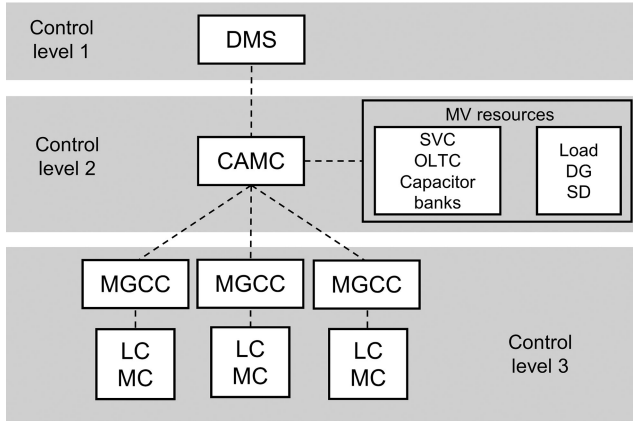 Control
level 1
DMS
Control
level 2
CAMC
MV resources
SVC
OLTC
Capacitor
banks
Load
DG
SD
MGCC
MGCC
MGCC
LC
MC
LC
MC
LC
MC
Control
level 3